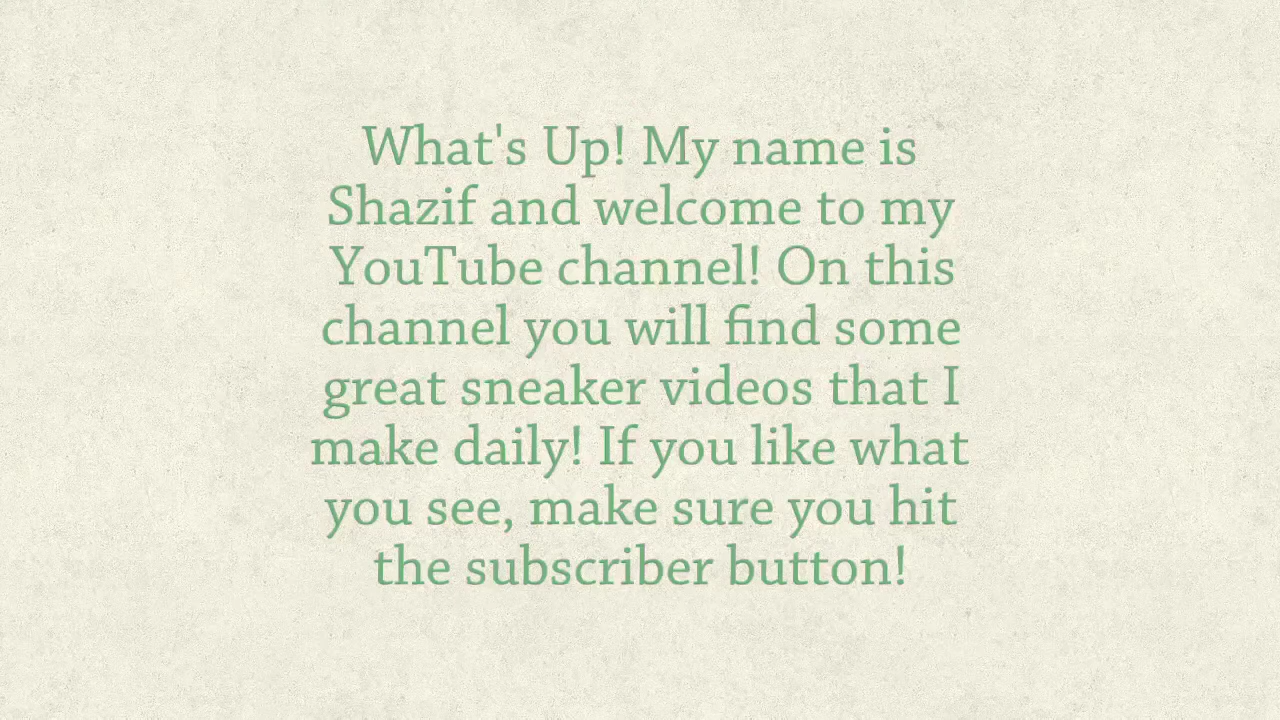 What's Up! My name is
Shazif and welcome to my
YouTube channel! On this
channel you will find some
great sneaker videos that I
make daily! If you like what
you see, make sure you hit
the subscriber button!